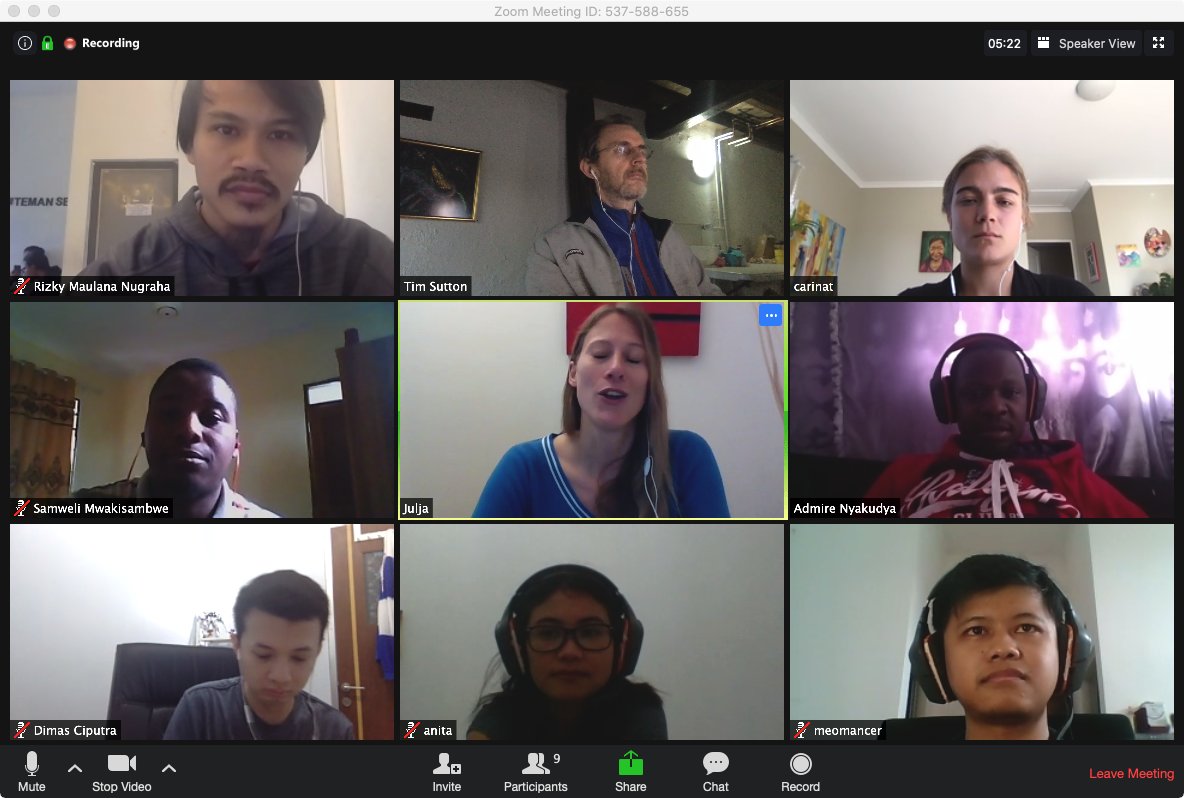 Zoom Meeting ID: 537-588-655
Recording
05:22
Speaker View
TEMAN SE
Rizky Maulana Nugraha
Tim Sutton
carinat
Samweli Mwakisambwe
Julja
Admire Nyakudya
Dimas Ciputra
anita
meomancer
9
Mute
Stop Video
Invite
Participants
Share
Chat
Record
Leave Meeting